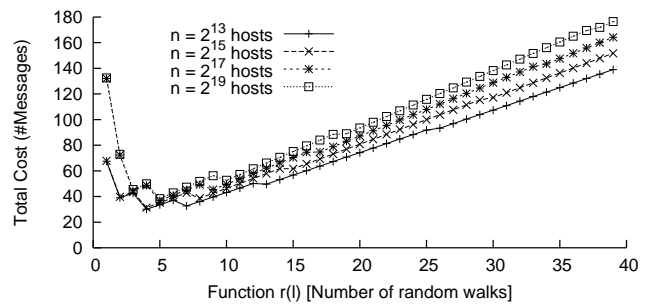 180
160
140
120
100
80
60
40
20
0
Total Cost (#Messages)
n = 2^13 hosts
n = 2^15 hosts
n = 2^17 hosts
n = 2^19 hosts
0 5 10 15 20 25 30 35 40
Function r(l) [Number of random walks]